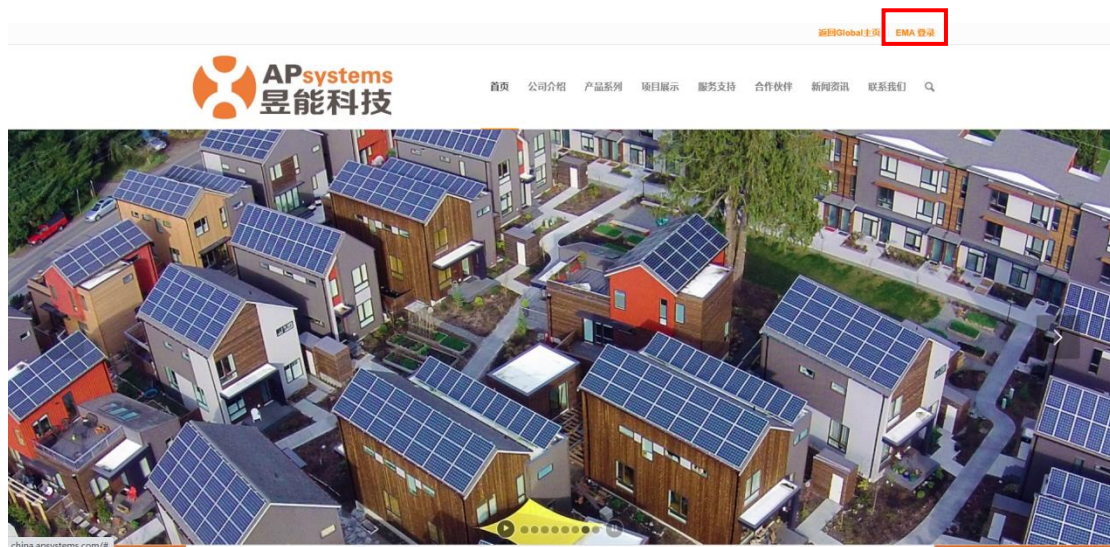 返回Global主页 EMA 登录
APsystems
昱能科技
首页 公司介绍 产品系列 项目展示 服务支持 合作伙伴 新闻资讯 联系我们
china.apsystems.com/#